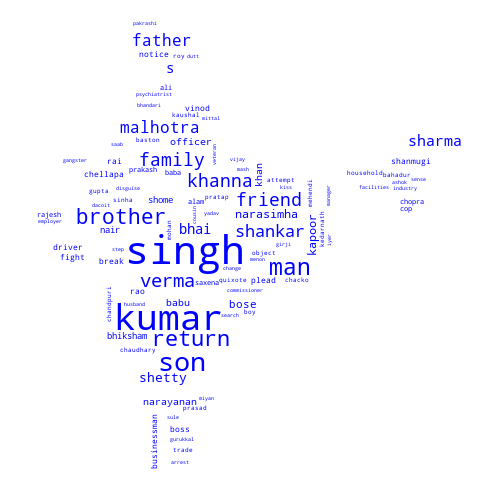 pakrashi
father
notice roy dutt
s
ali
psychiatrist
bhandari
vinod
kaushal mittal
malhotra
sharma
saab baston officer veteran
gangster rai family vijay shanmugi
chellapa prakash baba mash khan household bahadur
khanna attempt ashok sense
gupta disguise kiss facilities industry
sinha shome alam pratap friend mehendi manager chopra
dacoit cop
rajesh brother cousin yadav narasimha
employer nair mohan bhai shankar kapoor kedarnath iyer
driver step singh girji
fight break object menon
change
verma saxena quixote plead chacko
rao commissioner
chandpuri babu bose man
husband kumar search boy
bhiksham return
chaudhary
son
shetty
narayanan miyan
prasad
sule
businessman boss
gurukkal
trade
arrest